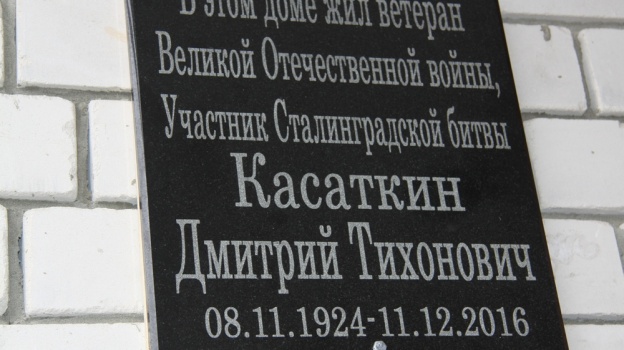 В этом доме жил ветеран
Великой Отечественной войны,
Участник Сталинградской битвы
Касаткин
Дмитрий Тихонович
08.11.1924-11.12.2016